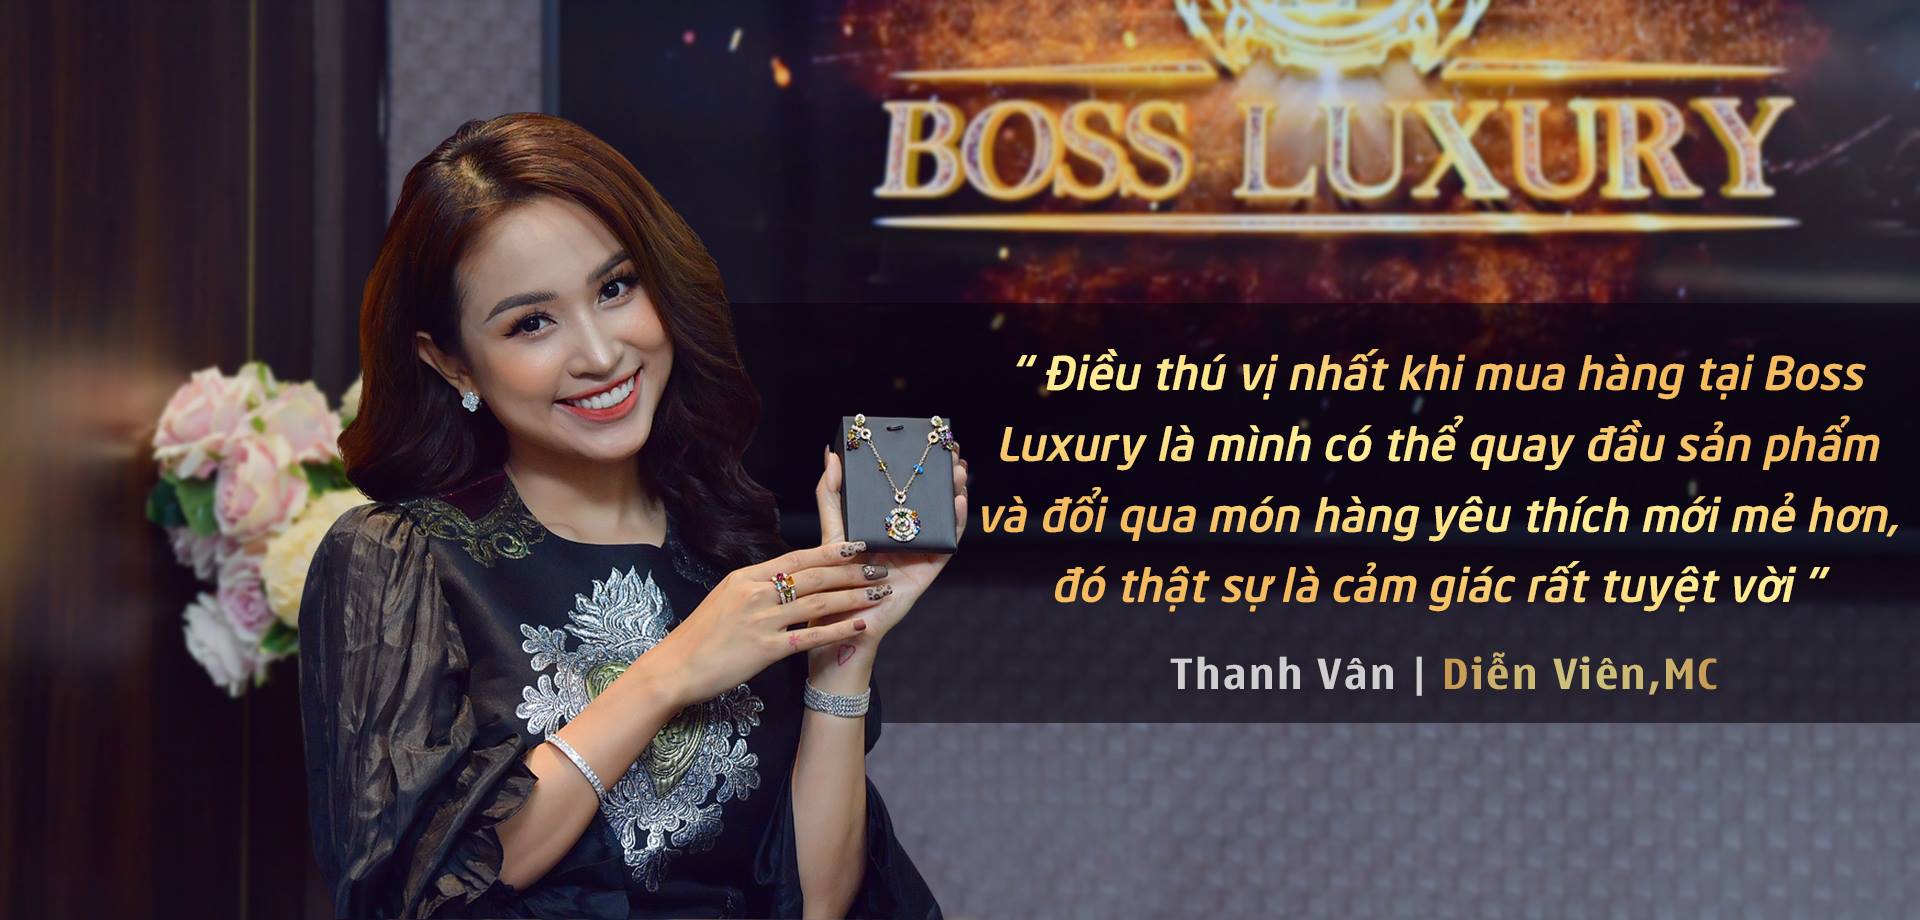 BOSS LUXURY
“ Điều thú vị nhất khi mua hàng tại Boss
Luxury là mình có thể quay đầu sản phẩm
và đổi qua món hàng yêu thích mới mẻ hơn,
đó thật sự là cảm giác rất tuyệt vời ”
Thanh Vân | Diễn Viên,MC